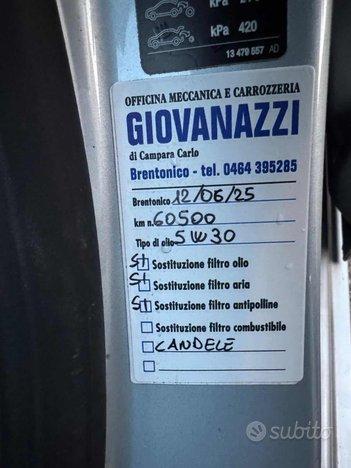 kPa 420
13 479 557 AD
OFFICINA MECCANICA E CARROZZERIA
GIOVANAZZI
di Campara Carlo
Brentonico - tel. 0464 395285
Brentonico 12/06/25
km n. 60500
Tipo di olio 5W30
SI Sostituzione filtro olio
SI Sostituzione filtro aria
SI Sostituzione filtro antipolline
Sostituzione filtro combustibile
CANDELE
subito